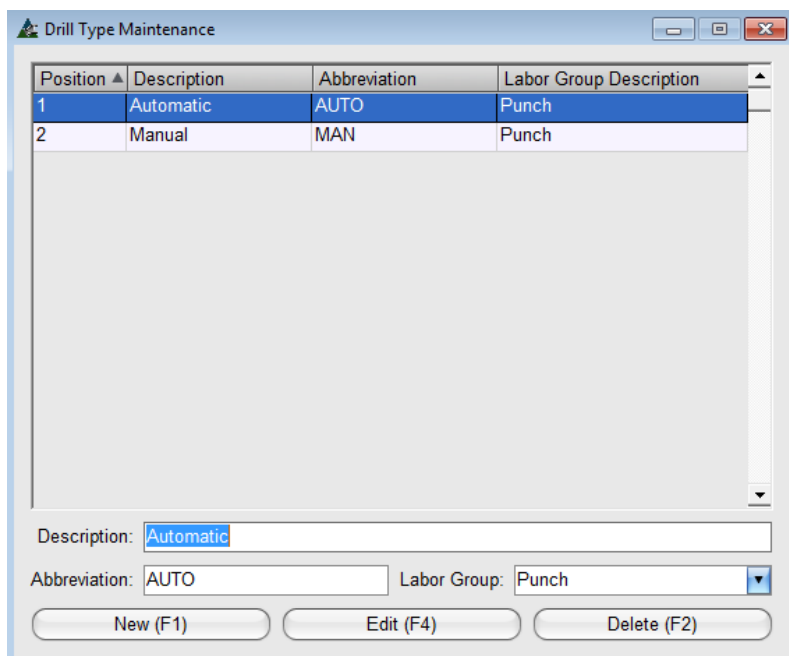 Drill Type Maintenance
Position Description Abbreviation Labor Group Description
1 Automatic AUTO Punch
2 Manual MAN Punch
Description: Automatic
Abbreviation: AUTO Labor Group: Punch
New (F1) Edit (F4) Delete (F2)